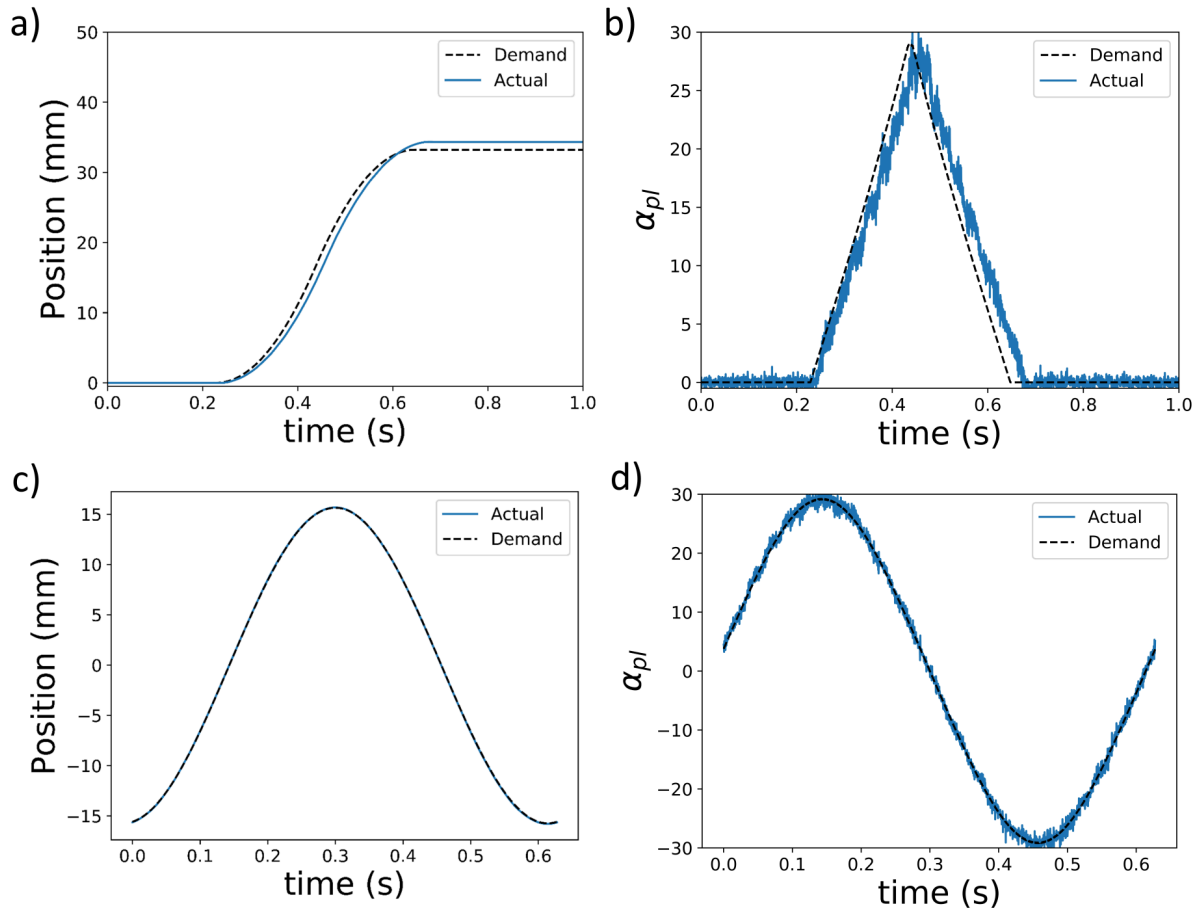 a)
Position (mm)
50
40
30
20
10
0
0.0 0.2 0.4 0.6 0.8 1.0
time (s)
Demand
Actual
b)
α_pl
30
25
20
15
10
5
0
0.0 0.2 0.4 0.6 0.8 1.0
time (s)
Demand
Actual
c)
Position (mm)
15
10
5
0
−5
−10
−15
0.0 0.1 0.2 0.3 0.4 0.5 0.6
time (s)
Actual
Demand
d)
α_pl
30
20
10
0
−10
−20
−30
0.0 0.1 0.2 0.3 0.4 0.5 0.6
time (s)
Actual
Demand